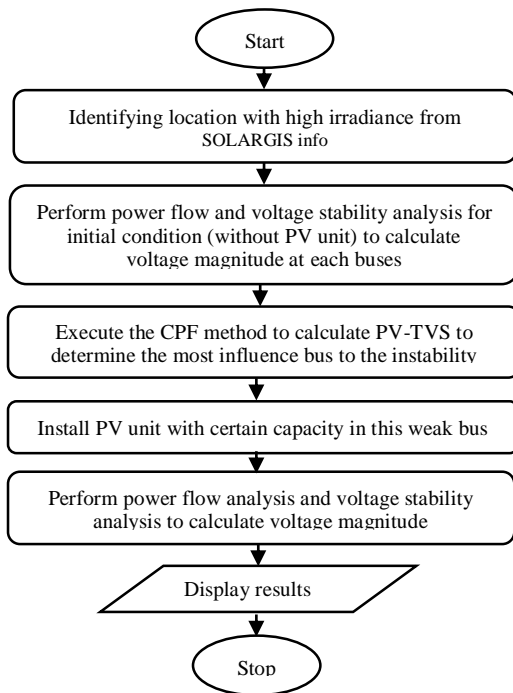 Start
Identifying location with high irradiance from
SOLARGIS info
Perform power flow and voltage stability analysis for
initial condition (without PV unit) to calculate
voltage magnitude at each buses
Execute the CPF method to calculate PV-TVS to
determine the most influence bus to the instability
Install PV unit with certain capacity in this weak bus
Perform power flow analysis and voltage stability
analysis to calculate voltage magnitude
Display results
Stop